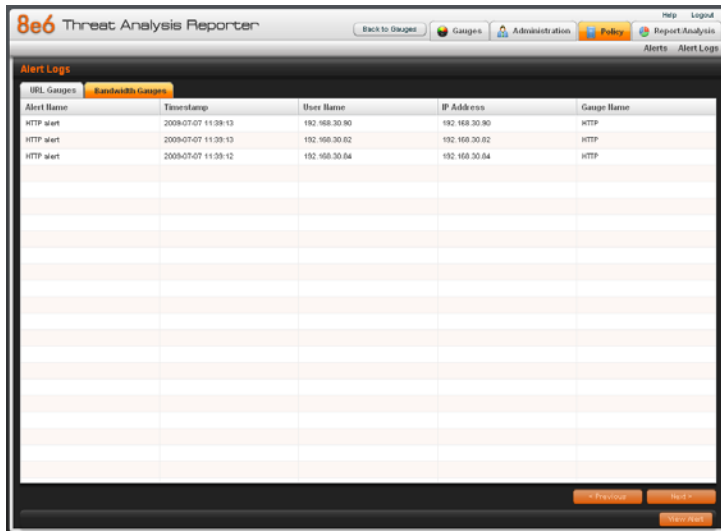 Help Logout
8e6 Threat Analysis Reporter
Back to Gauges Gauges Administration Policy Report/Analysis
Alerts Alert Logs
Alert Logs
URL Gauges Bandwidth Gauges
Alert Name Timestamp User Name IP Address Gauge Name
HTTP alert 2009-07-07 11:39:13 192.168.30.90 192.168.30.90 HTTP
HTTP alert 2009-07-07 11:39:13 192.168.30.82 192.168.30.82 HTTP
HTTP alert 2009-07-07 11:39:12 192.168.30.84 192.168.30.84 HTTP
< Previous Next >
View Alert